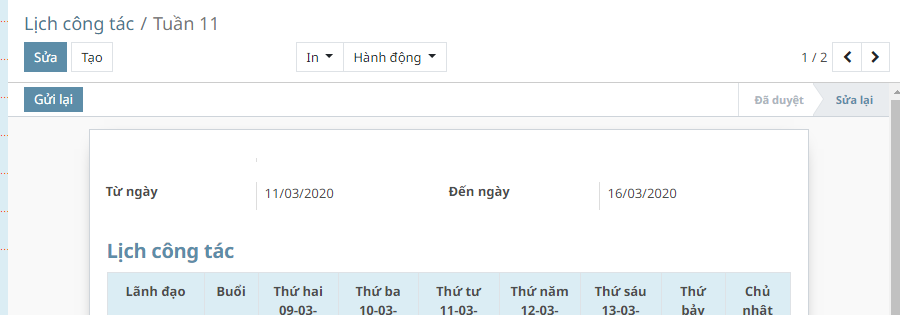 Lịch công tác / Tuần 11
Sửa Tạo In Hành động 1 / 2
Gửi lại Đã duyệt Sửa lại
Từ ngày 11/03/2020 Đến ngày 16/03/2020
Lịch công tác
Lãnh đạo Buổi Thứ hai Thứ ba Thứ tư Thứ năm Thứ sáu Thứ Chủ
09-03- 10-03- 11-03- 12-03- 13-03- bảy nhật